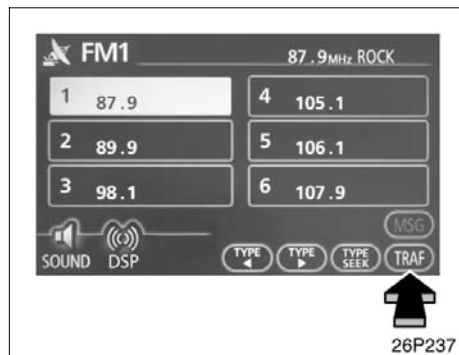 FM1
87.9MHz ROCK
1 87.9
4 105.1
2 89.9
5 106.1
3 98.1
6 107.9
MSG
SOUND DSP TYPE ◀ TYPE ▶ TYPE SEEK TRAF
26P237